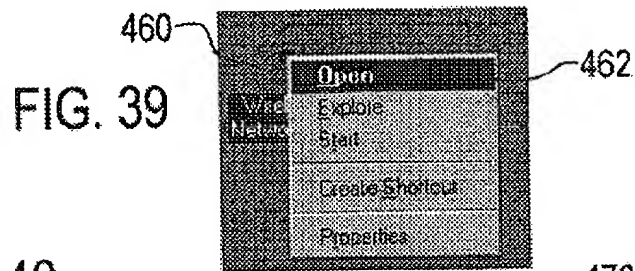 460
462
FIG. 39
Open
Explore
Start
Create Shortcut
Properties